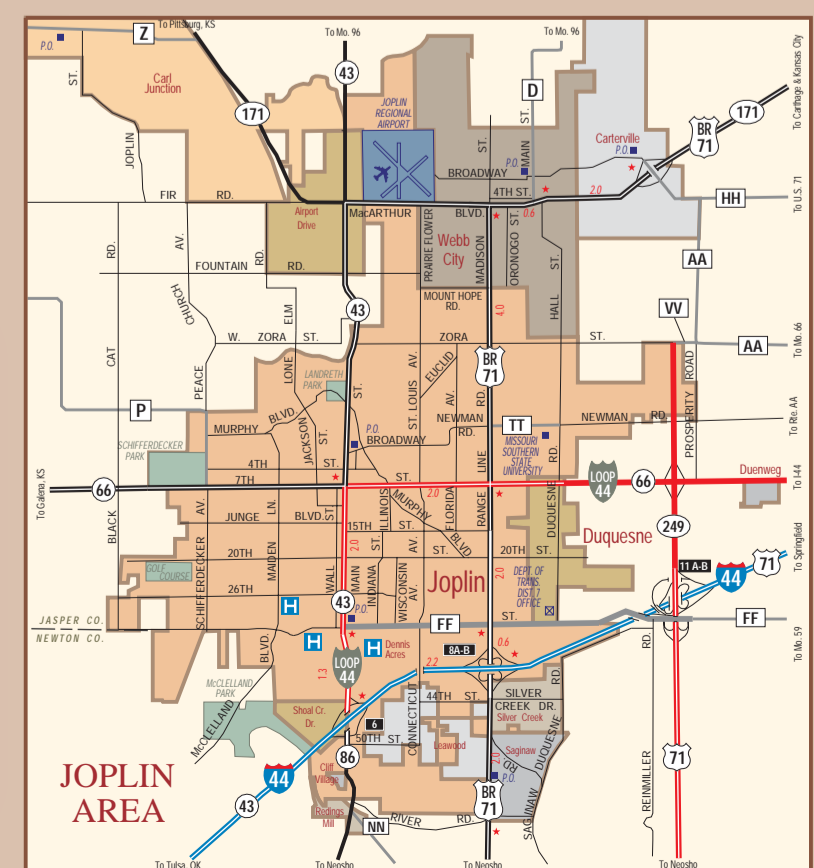 To Pittsburg, KS
Z
P.O.
To Mo. 96
To Mo. 96
43
D
Carl
Junction
ST.
171
JOPLIN
REGIONAL
AIRPORT
ST.
MAIN
ST.
Carterville
P.O.
BR
71
171
To Carthage & Kansas City
JOPLIN
P.O.
BROADWAY
4TH ST.
2.0
FIR RD.
HH
To U.S. 71
Airport
Drive
MacARTHUR BLVD.
0.6
RD.
AV.
RD.
PRAIRIE FLOWER
Webb
City
MADISON
ORONOGO ST.
ST.
AA
FOUNTAIN RD.
CHURCH
ELM
MOUNT HOPE
RD.
43
4.0
HALL
VV
W. ZORA ST.
ZORA ST.
AA
To Mo. 66
CAT
PEACE
LONE
ST.
AV.
EUCLID
BR
71
ROAD
LANDRETH
PARK
ST. LOUIS
AV.
RD.
P
MURPHY BLVD.
JACKSON
ST.
P.O.
BROADWAY
NEWMAN
RD.
TT
NEWMAN RD.
PROSPERITY
To Rte. AA
SCHIFFERDECKER
PARK
MISSOURI
SOUTHERN
STATE
UNIVERSITY
RD.
4TH ST.
7TH ST.
LINE
Duenweg
To Galena, KS
66
2.0
LOOP
44
66
To I-44
BLACK
AV.
LN.
JUNGE BLVD.
ST.
ILLINOIS
MURPHY
BLVD
FLORIDA
RANGE
DUQUESNE
249
15TH ST.
Duquesne
20TH ST.
20TH ST.
To Springfield
SCHIFFERDECKER
MAIDEN
2.0
ST.
AV.
2.0
DEPT. OF
TRANS.
DIST. 7
OFFICE
11 A-B
44
71
GOLF
COURSE
26TH
WALL
MAIN
INDIANA
WISCONSIN
AV.
Joplin
43
P.O.
JASPER CO.
NEWTON CO.
H
H
H
FF
ST.
FF
To Mo. 59
BLVD.
Dennis
Acres
LOOP
44
8A-B
0.6
RD.
1.3
2.2
McCLELLAND
PARK
McCLELLAND
44TH ST.
CONNECTICUT
SILVER
CREEK DR.
Silver Creek
RD.
Shoal Cr.
Dr.
6
50TH ST.
Leawood
Saginaw
DUQUESNE
RD
2.0
P.O.
86
71
REINMILLER
JOPLIN
AREA
44
43
Cliff
Village
Redings
Mill
NN
RIVER RD.
BR
71
SAGINAW
To Tulsa, OK
To Neosho
To Neosho
To Neosho